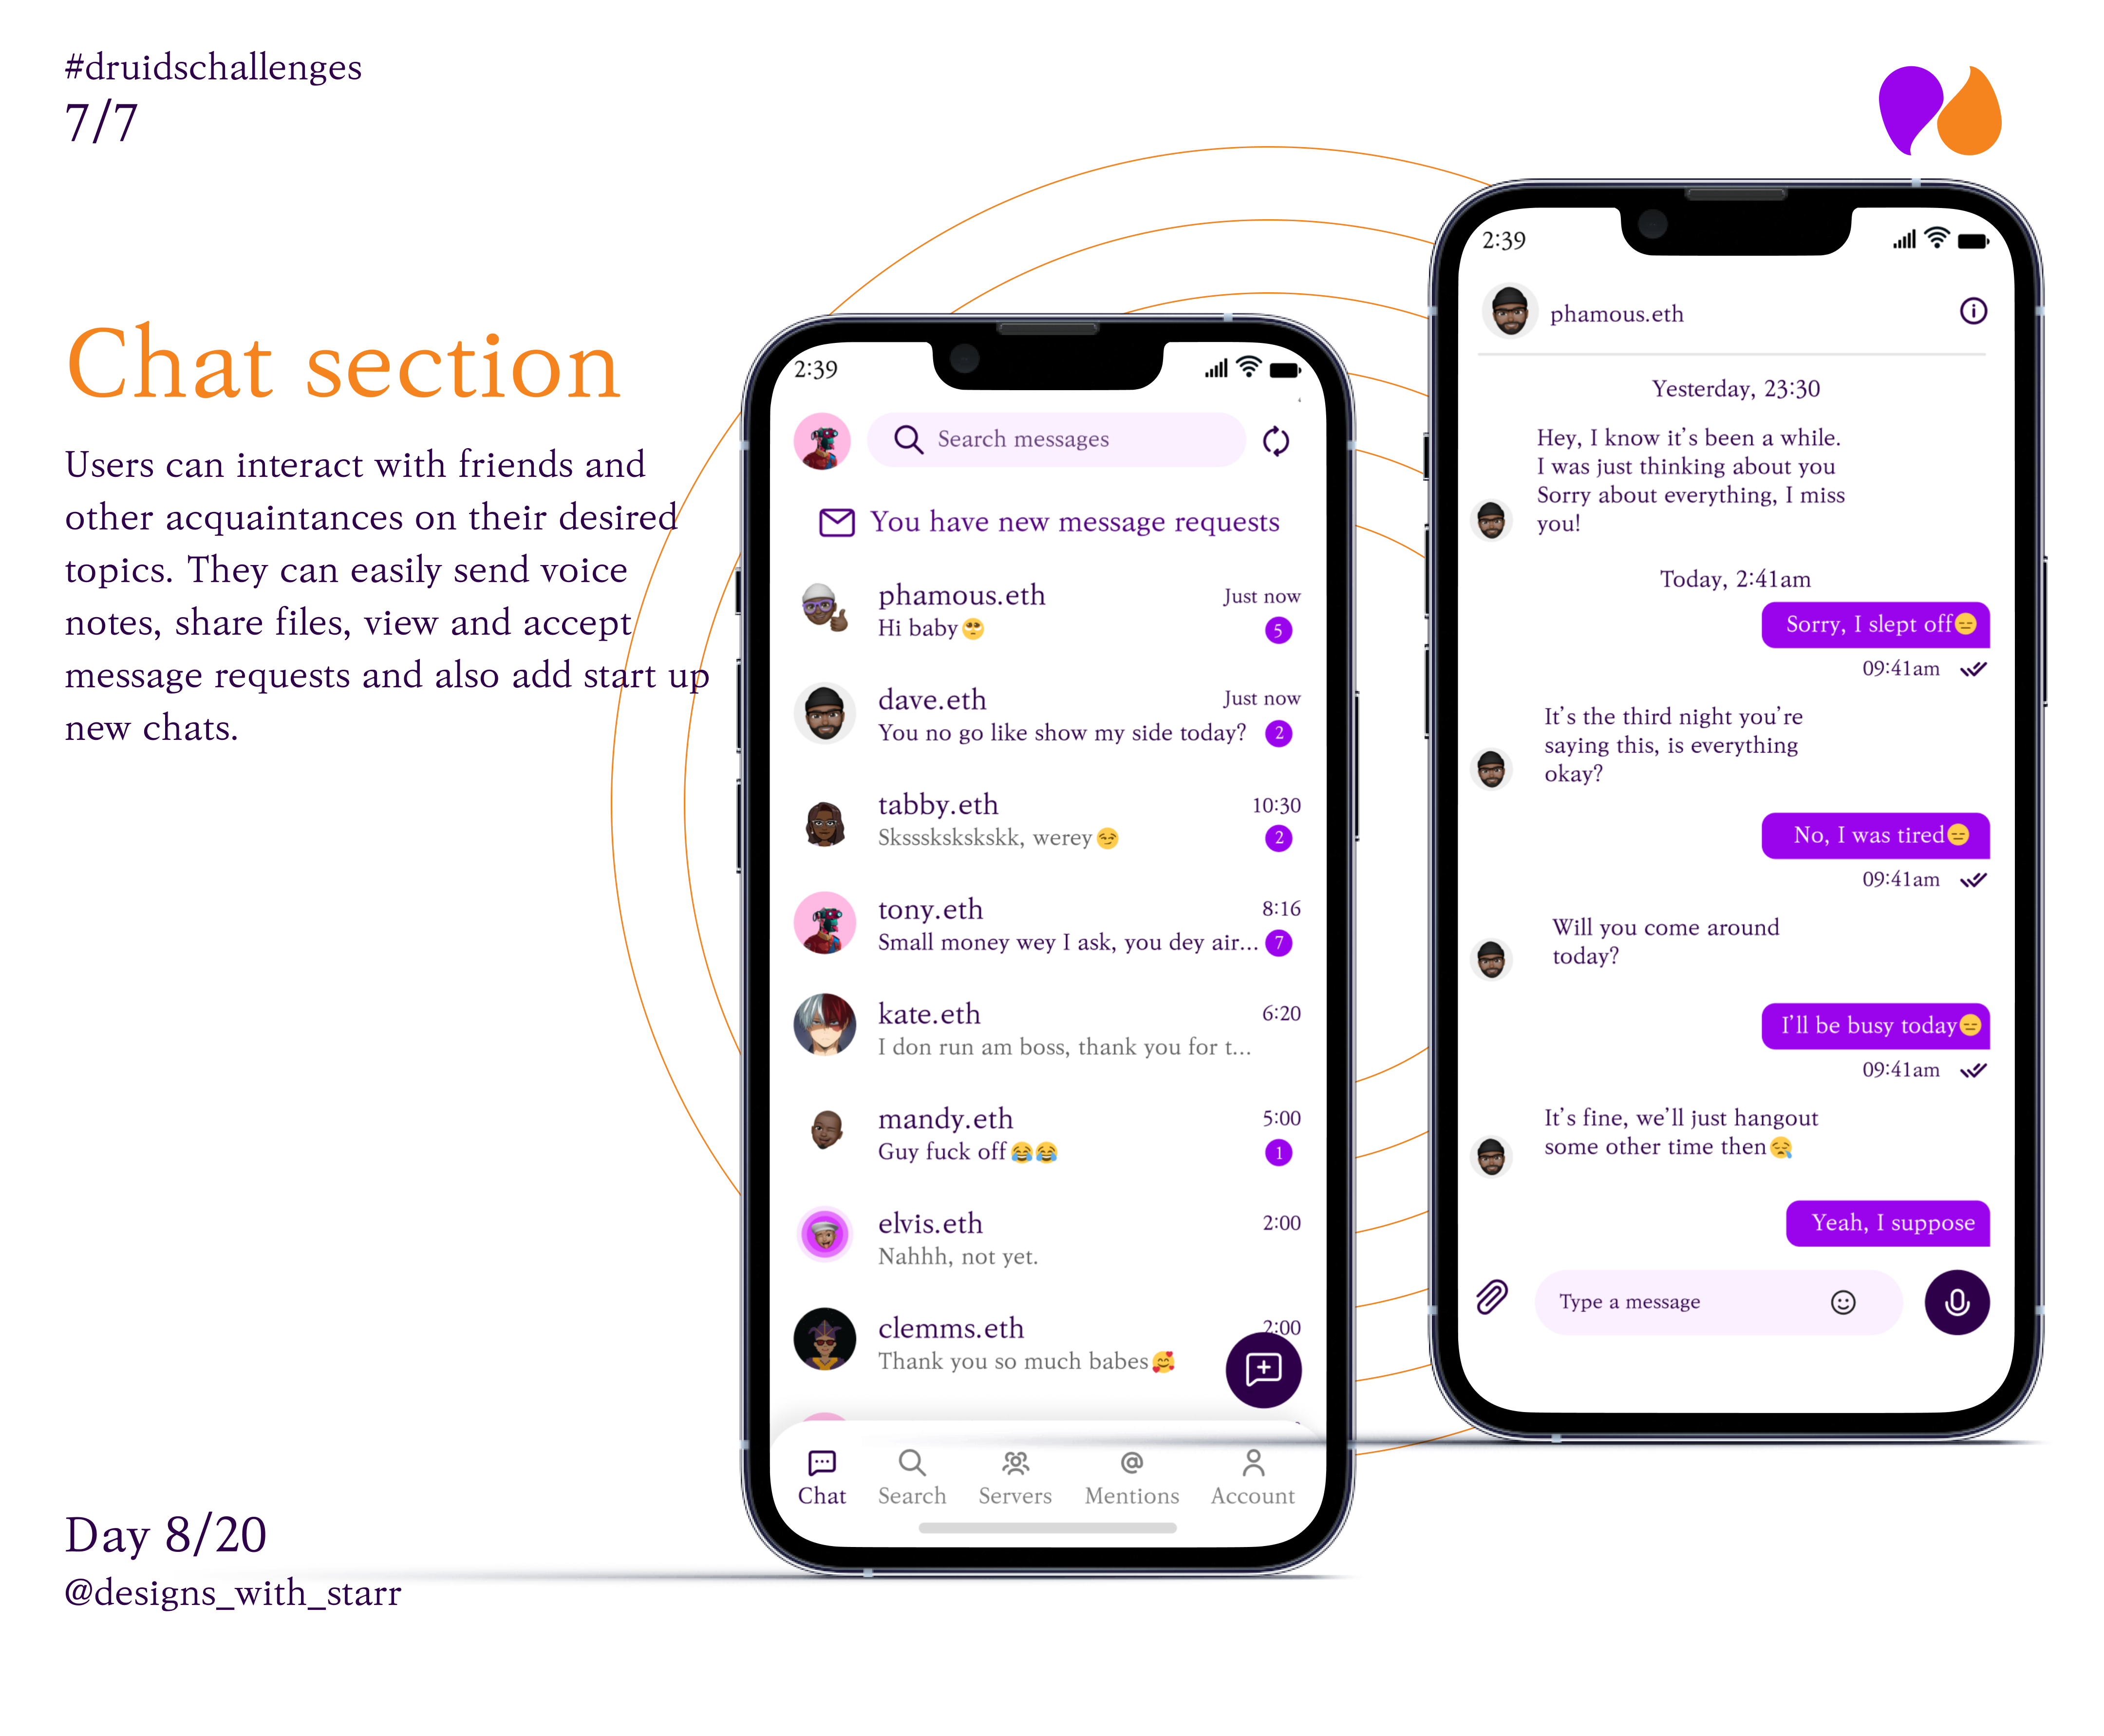 #druidschallenges
7/7
Chat section
Users can interact with friends and
other acquaintances on their desired
topics. They can easily send voice
notes, share files, view and accept
message requests and also add start up
new chats.
Day 8/20
@designs_with_starr
2:39
Search messages
You have new message requests
phamous.eth
Just now
Hi baby🥺
5
dave.eth
Just now
You no go like show my side today?
2
tabby.eth
10:30
Skssskskskskk, werey😏
2
tony.eth
8:16
Small money wey I ask, you dey air...
7
kate.eth
6:20
I don run am boss, thank you for t...
mandy.eth
5:00
Guy fuck off😂😂
1
elvis.eth
2:00
Nahhh, not yet.
clemms.eth
2:00
Thank you so much babes🥰
Chat
Search
Servers
Mentions
Account
2:39
phamous.eth
Yesterday, 23:30
Hey, I know it's been a while.
I was just thinking about you
Sorry about everything, I miss
you!
Today, 2:41am
Sorry, I slept off😑
09:41am
It's the third night you're
saying this, is everything
okay?
No, I was tired😑
09:41am
Will you come around
today?
I'll be busy today😑
09:41am
It's fine, we'll just hangout
some other time then😪
Yeah, I suppose
Type a message